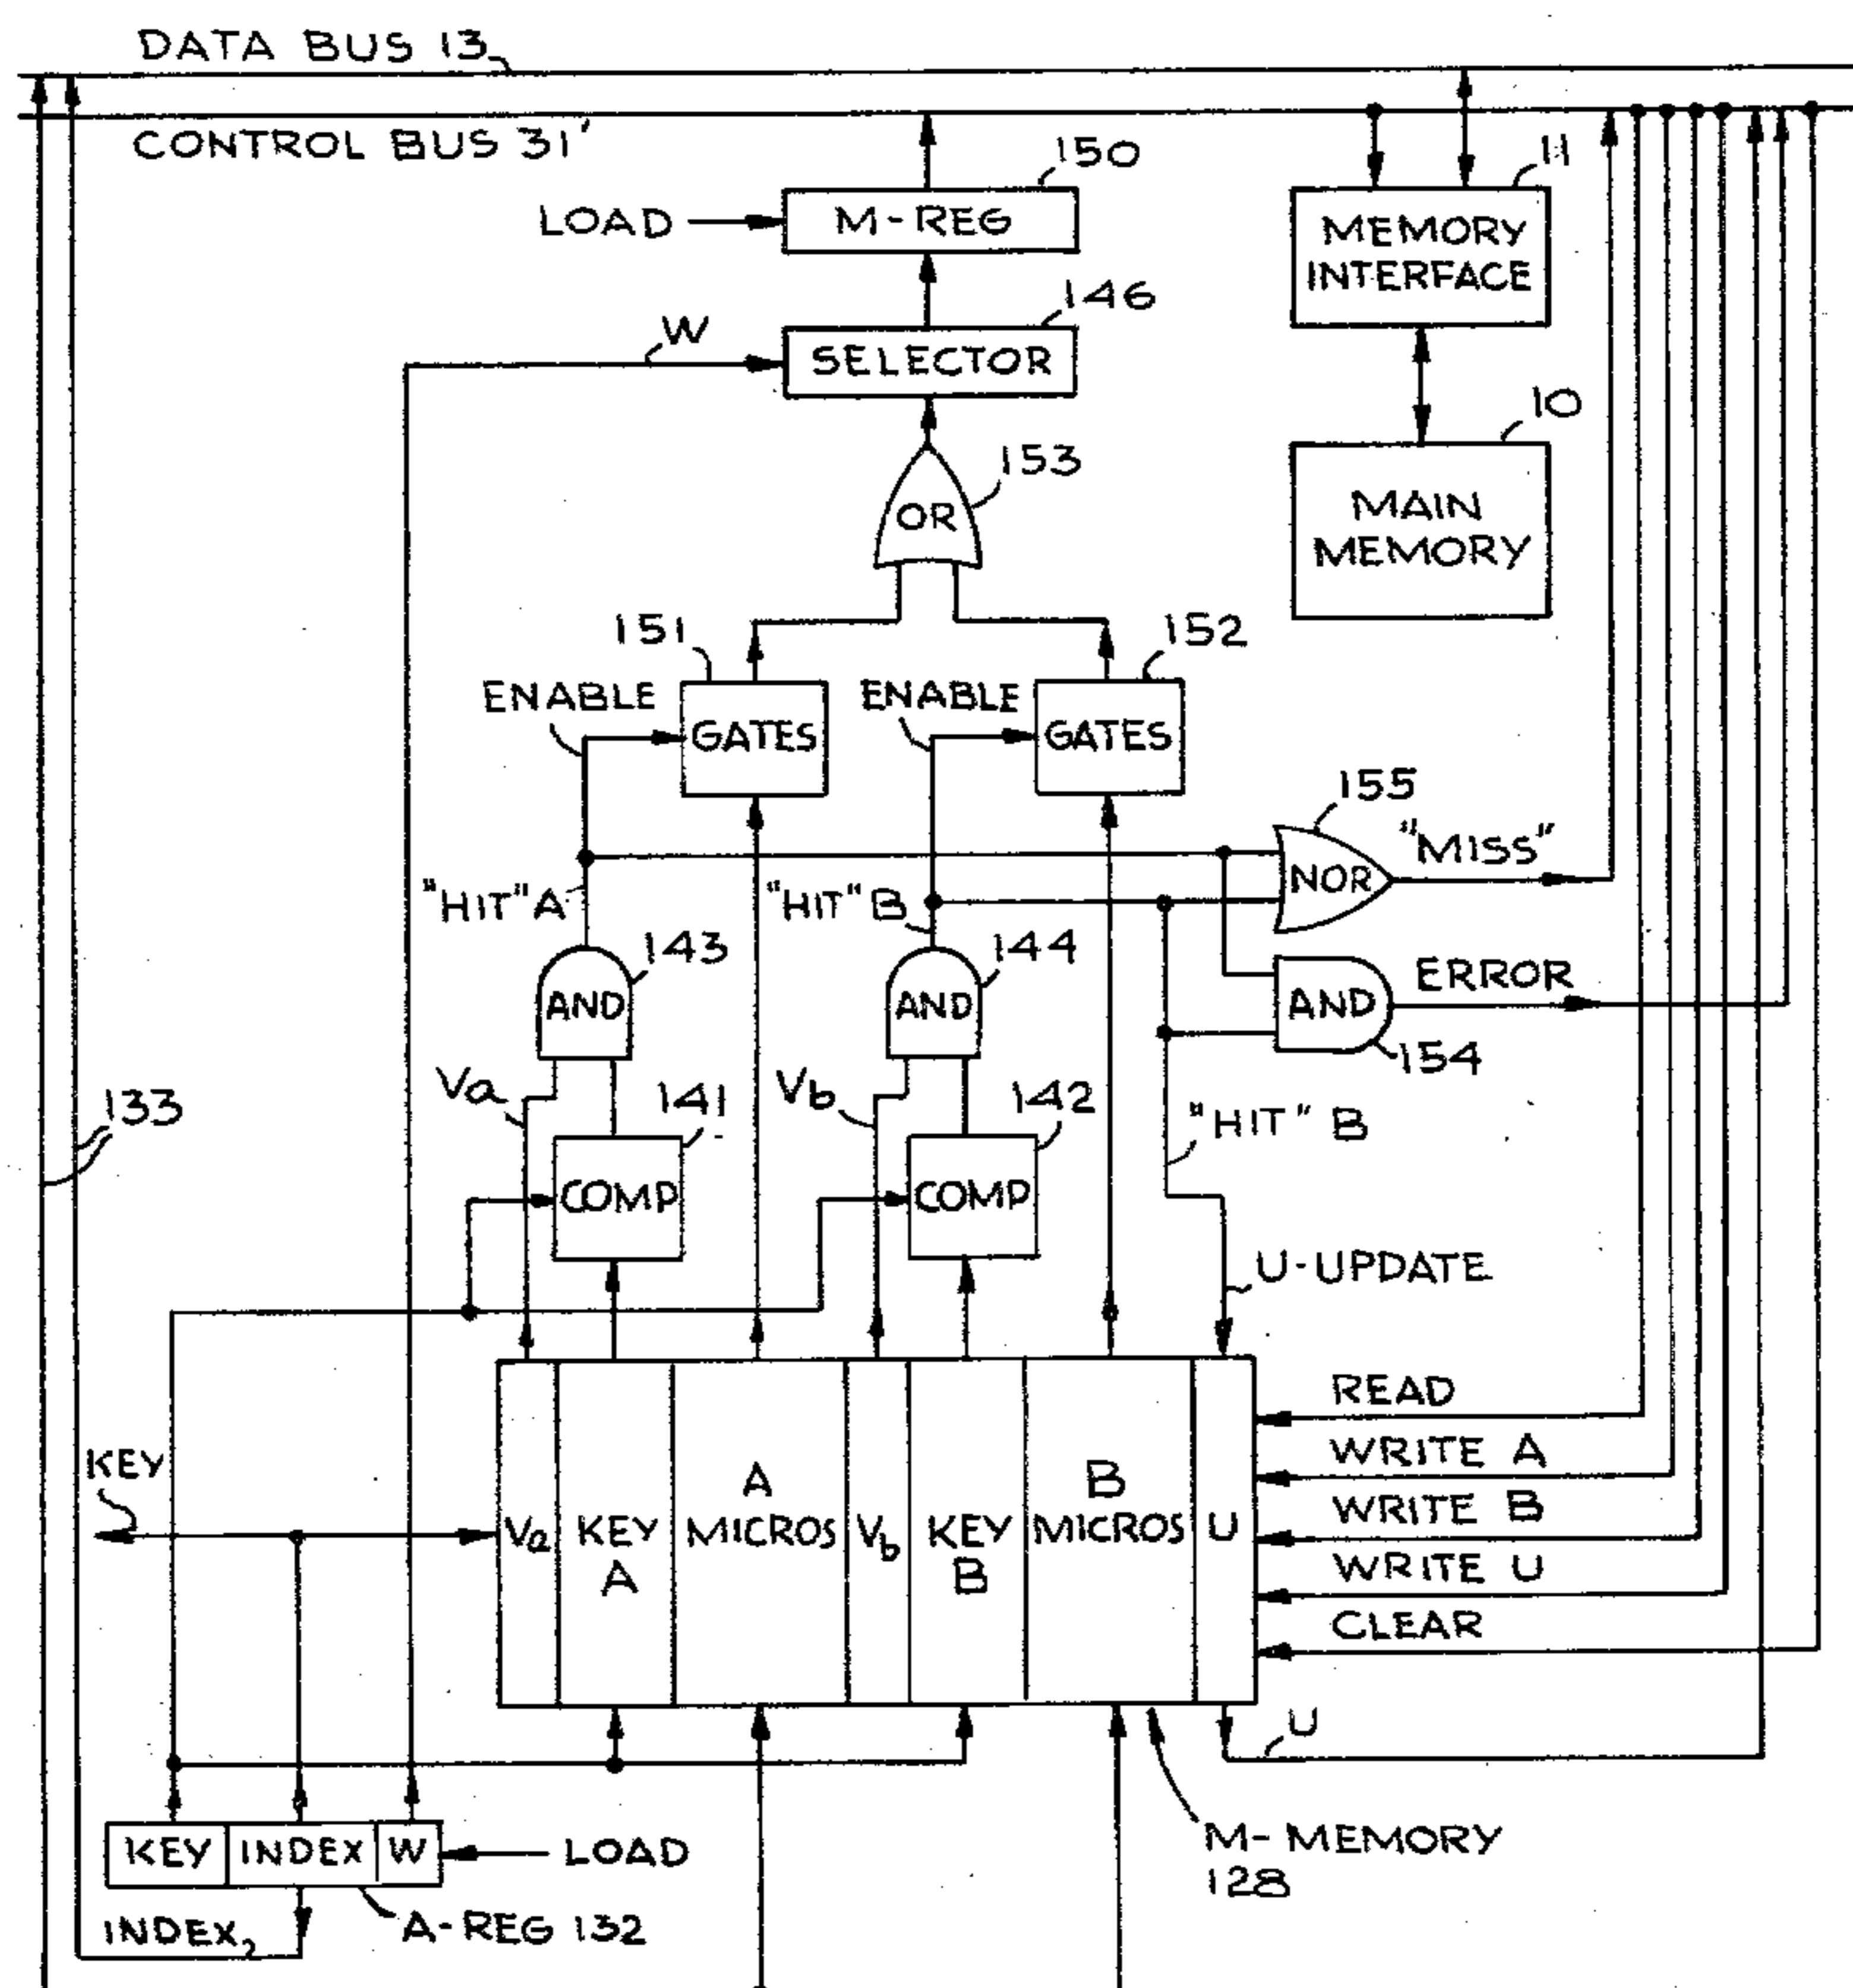 DATA BUS 13
CONTROL BUS 31'
150
11
LOAD
M-REG
MEMORY
INTERFACE
146
W
SELECTOR
10
153
OR
MAIN
MEMORY
151
152
ENABLE
GATES
ENABLE
GATES
155
"MISS"
NOR
"HIT" A
"HIT" B
143
144
ERROR
AND
AND
AND
154
Va
141
Vb
142
133
"HIT" B
COMP
COMP
U-UPDATE
READ
KEY
WRITE A
Va
KEY
A
A
MICROS
Vb
KEY
B
B
MICROS
U
WRITE B
WRITE U
CLEAR
U
KEY
INDEX
W
LOAD
M-MEMORY
128
INDEX2
A-REG 132